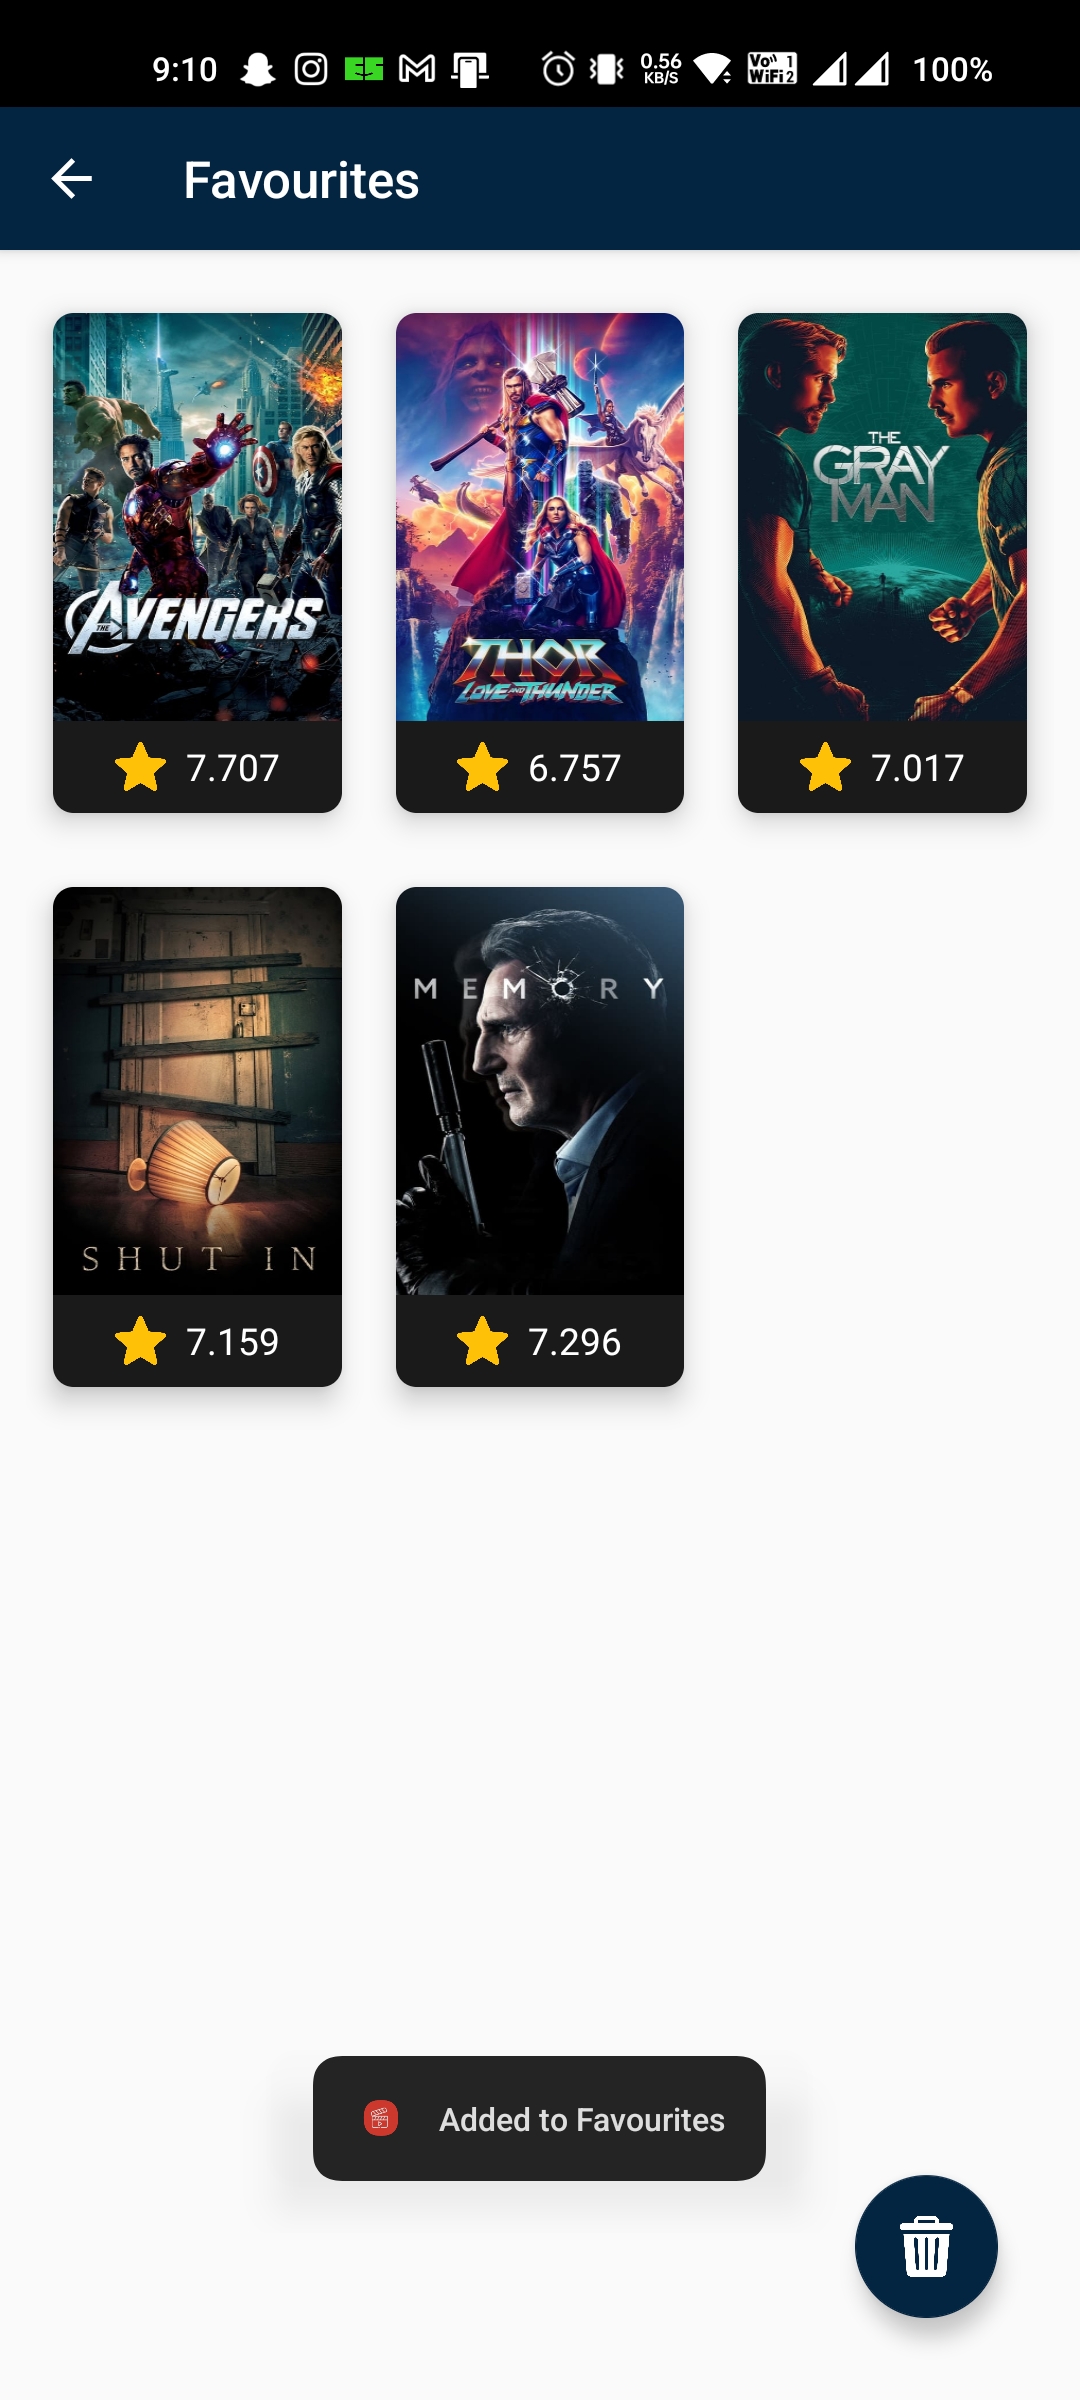 9:10
0.56
KB/S
Vo 1
WiFi 2
100%
Favourites
THE AVENGERS
7.707
THOR
LOVE AND THUNDER
6.757
THE
GRAY
MAN
7.017
SHUT IN
7.159
MEMORY
7.296
Added to Favourites